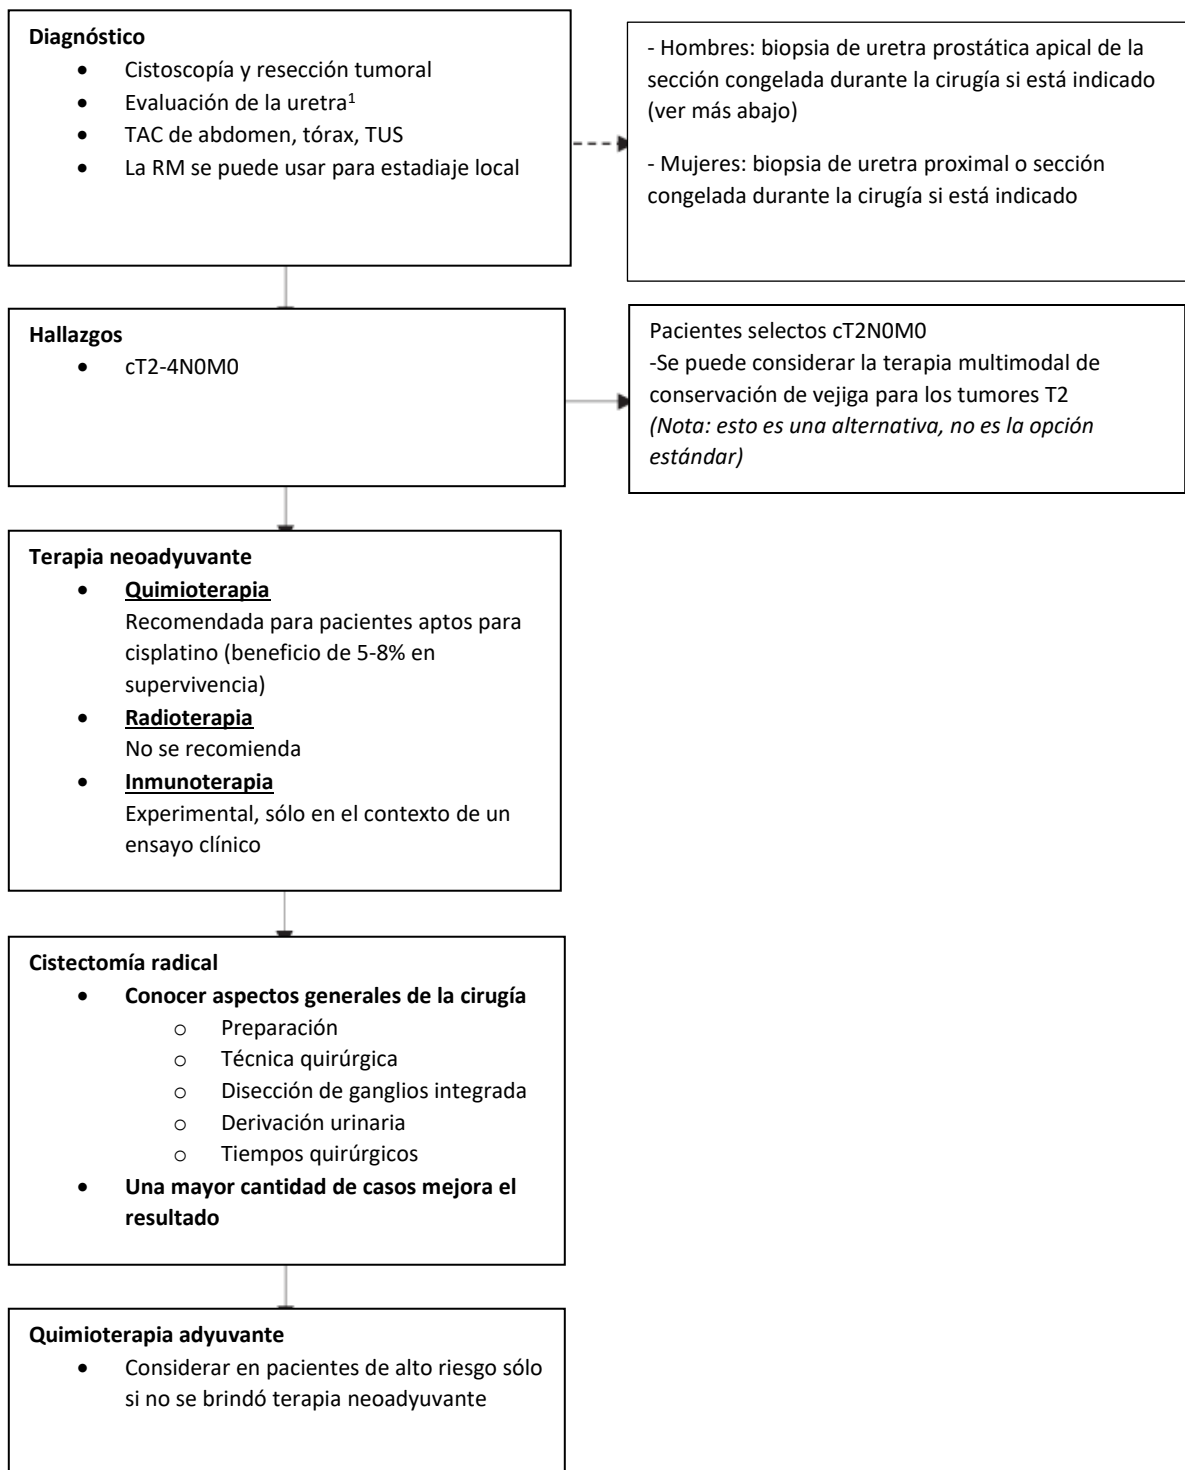 Diagnóstico
• Cistoscopía y resección tumoral
• Evaluación de la uretra1
• TAC de abdomen, tórax, TUS
• La RM se puede usar para estadiaje local
- Hombres: biopsia de uretra prostática apical de la
sección congelada durante la cirugía si está indicado
(ver más abajo)
- Mujeres: biopsia de uretra proximal o sección
congelada durante la cirugía si está indicado
Hallazgos
• cT2-4N0M0
Pacientes selectos cT2N0M0
-Se puede considerar la terapia multimodal de
conservación de vejiga para los tumores T2
(Nota: esto es una alternativa, no es la opción
estándar)
Terapia neoadyuvante
• Quimioterapia
Recomendada para pacientes aptos para
cisplatino (beneficio de 5-8% en
supervivencia)
• Radioterapia
No se recomienda
• Inmunoterapia
Experimental, sólo en el contexto de un
ensayo clínico
Cistectomía radical
• Conocer aspectos generales de la cirugía
o Preparación
o Técnica quirúrgica
o Disección de ganglios integrada
o Derivación urinaria
o Tiempos quirúrgicos
• Una mayor cantidad de casos mejora el
resultado
Quimioterapia adyuvante
• Considerar en pacientes de alto riesgo sólo
si no se brindó terapia neoadyuvante